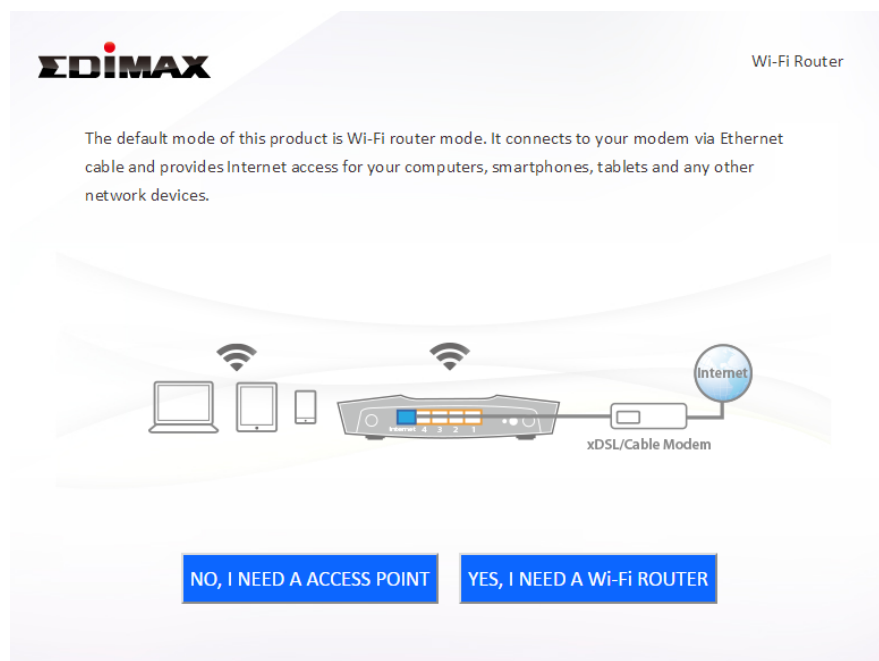 EDIMAX
Wi-Fi Router
The default mode of this product is Wi-Fi router mode. It connects to your modem via Ethernet
cable and provides Internet access for your computers, smartphones, tablets and any other
network devices.
Internet
Internet 4 3 2 1
xDSL/Cable Modem
NO, I NEED A ACCESS POINT
YES, I NEED A Wi-Fi ROUTER